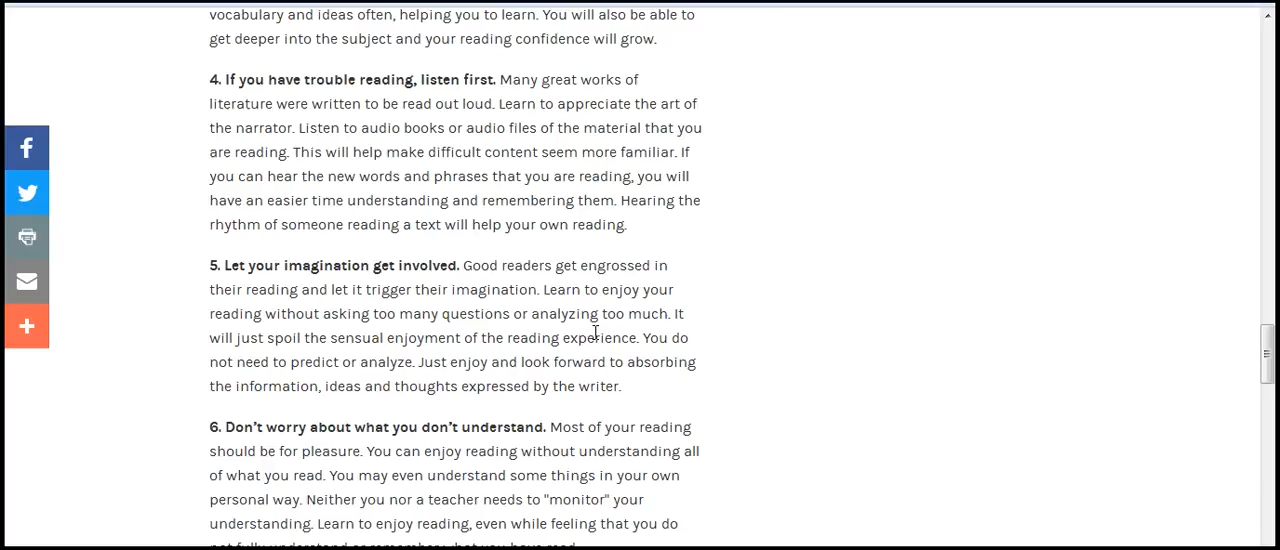 vocabulary and ideas often, helping you to learn. You will also be able to
get deeper into the subject and your reading confidence will grow.
4. If you have trouble reading, listen first. Many great works of
literature were written to be read out loud. Learn to appreciate the art of
the narrator. Listen to audio books or audio files of the material that you
are reading. This will help make difficult content seem more familiar. If
you can hear the new words and phrases that you are reading, you will
have an easier time understanding and remembering them. Hearing the
rhythm of someone reading a text will help your own reading.
5. Let your imagination get involved. Good readers get engrossed in
their reading and let it trigger their imagination. Learn to enjoy your
reading without asking too many questions or analyzing too much. It
will just spoil the sensual enjoyment of the reading experience. You do
not need to predict or analyze. Just enjoy and look forward to absorbing
the information, ideas and thoughts expressed by the writer.
6. Don’t worry about what you don’t understand. Most of your reading
should be for pleasure. You can enjoy reading without understanding all
of what you read. You may even understand some things in your own
personal way. Neither you nor a teacher needs to "monitor" your
understanding. Learn to enjoy reading, even while feeling that you do
not fully understand or remember what you have read.